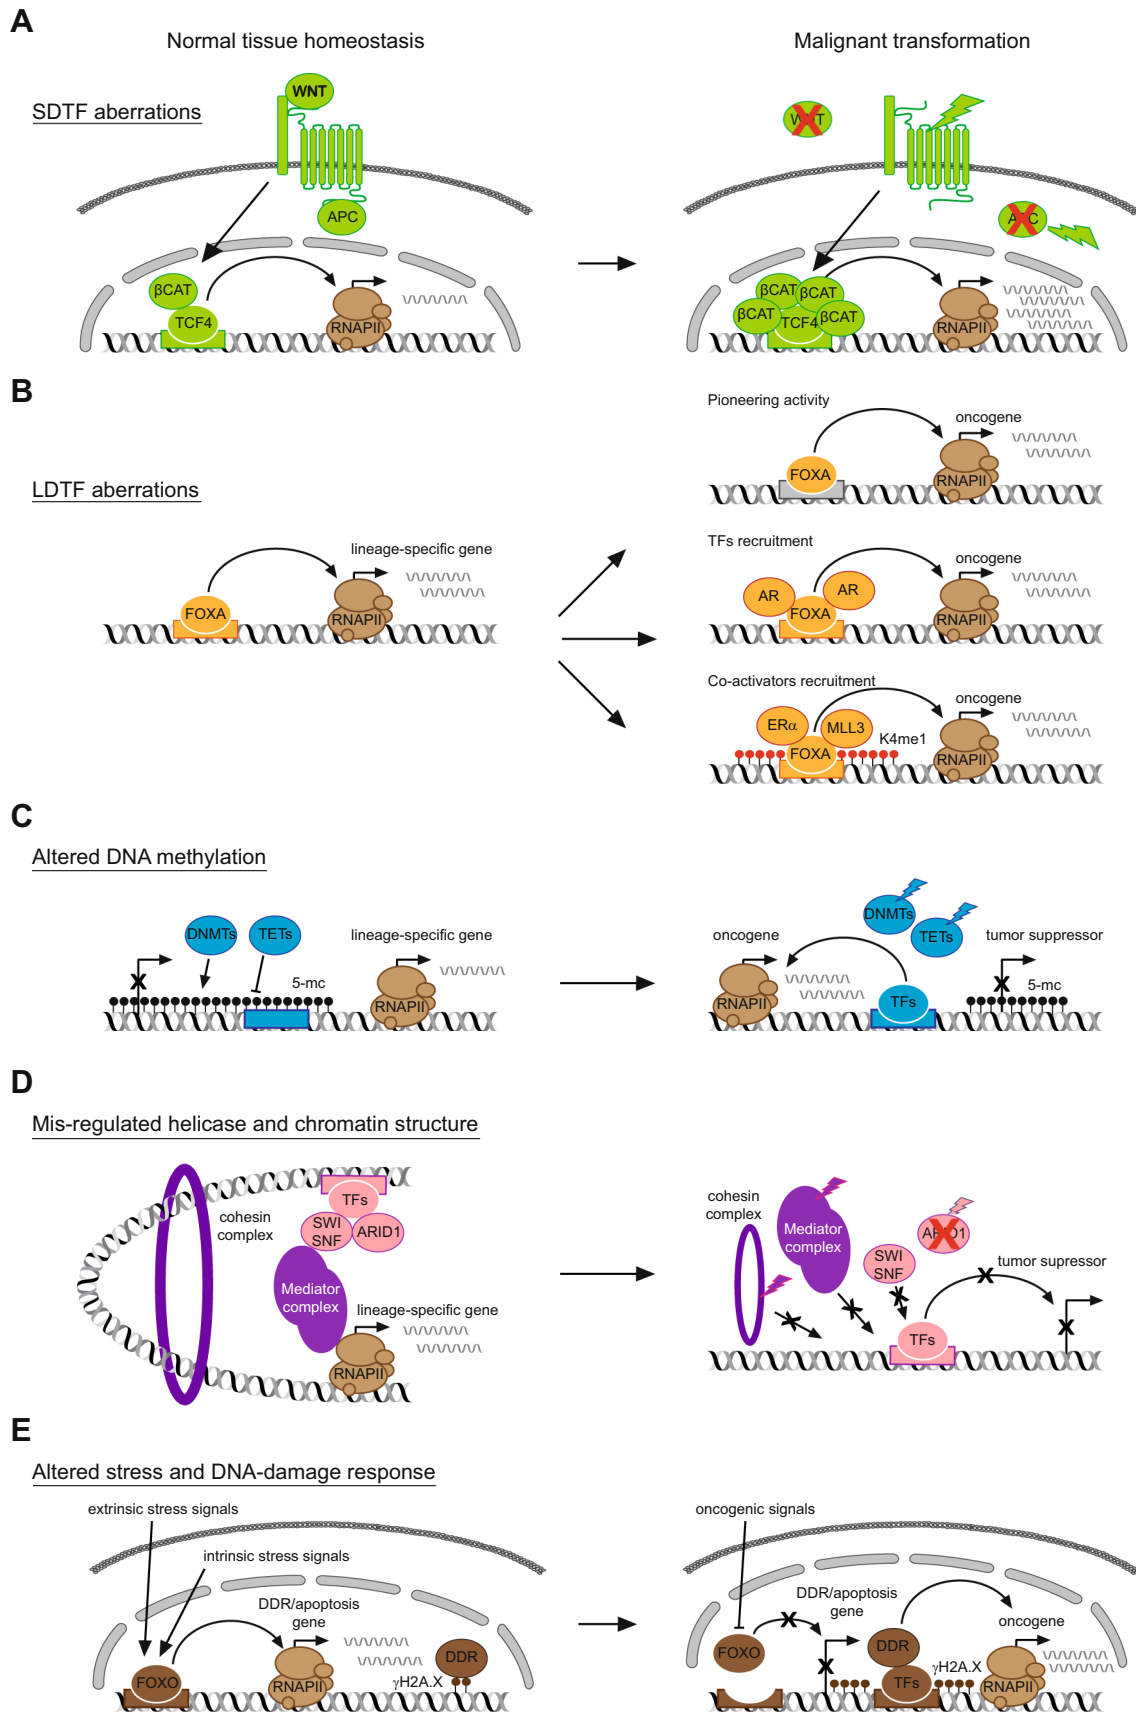 A
Normal tissue homeostasis
Malignant transformation
SDTF aberrations
WNT
APC
βCAT
TCF4
RNAPII
WNT
APC
βCAT
βCAT
βCAT
TCF4
βCAT
RNAPII
B
LDTF aberrations
lineage-specific gene
FOXA
RNAPII
Pioneering activity
oncogene
FOXA
RNAPII
TFs recruitment
oncogene
AR
AR
FOXA
RNAPII
Co-activators recruitment
oncogene
ERα
MLL3
K4me1
FOXA
RNAPII
C
Altered DNA methylation
DNMTs
TETs
lineage-specific gene
X
5-mc
RNAPII
DNMTs
TETs
oncogene
tumor suppressor
X
5-mc
RNAPII
TFs
D
Mis-regulated helicase and chromatin structure
TFs
cohesin
complex
SWI
SNF
ARID1
Mediator
complex
lineage-specific gene
RNAPII
cohesin
complex
Mediator
complex
ARID1
SWI
SNF
X
tumor supressor
X
X
X
X
TFs
E
Altered stress and DNA-damage response
extrinsic stress signals
intrinsic stress signals
DDR/apoptosis
gene
DDR
γH2A.X
FOXO
RNAPII
oncogenic signals
DDR/apoptosis
gene
X
oncogene
FOXO
DDR
X
γH2A.X
TFs
RNAPII